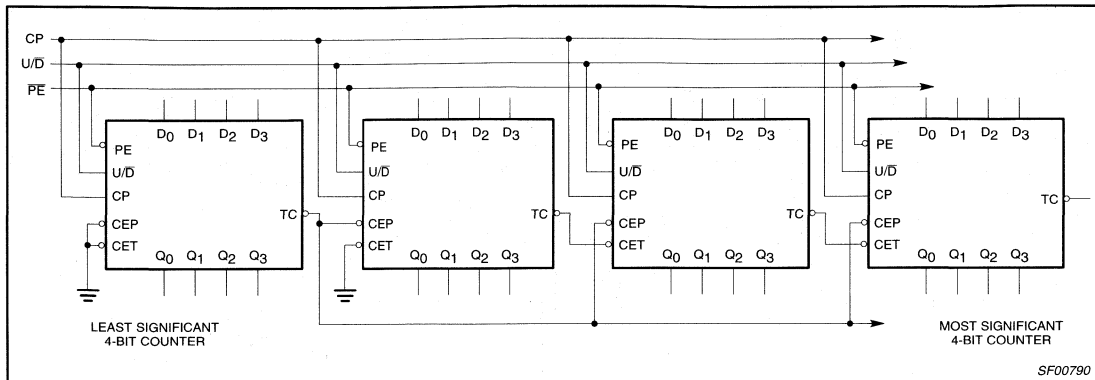 CP
U/D̅
P̅E̅
D0 D1 D2 D3
PE
U/D̅
CP
CEP
CET
TC
Q0 Q1 Q2 Q3
D0 D1 D2 D3
PE
U/D̅
CP
CEP
CET
TC
Q0 Q1 Q2 Q3
D0 D1 D2 D3
PE
U/D̅
CP
CEP
CET
TC
Q0 Q1 Q2 Q3
D0 D1 D2 D3
PE
U/D̅
CP
CEP
CET
TC
Q0 Q1 Q2 Q3
LEAST SIGNIFICANT
4-BIT COUNTER
MOST SIGNIFICANT
4-BIT COUNTER
SF00790